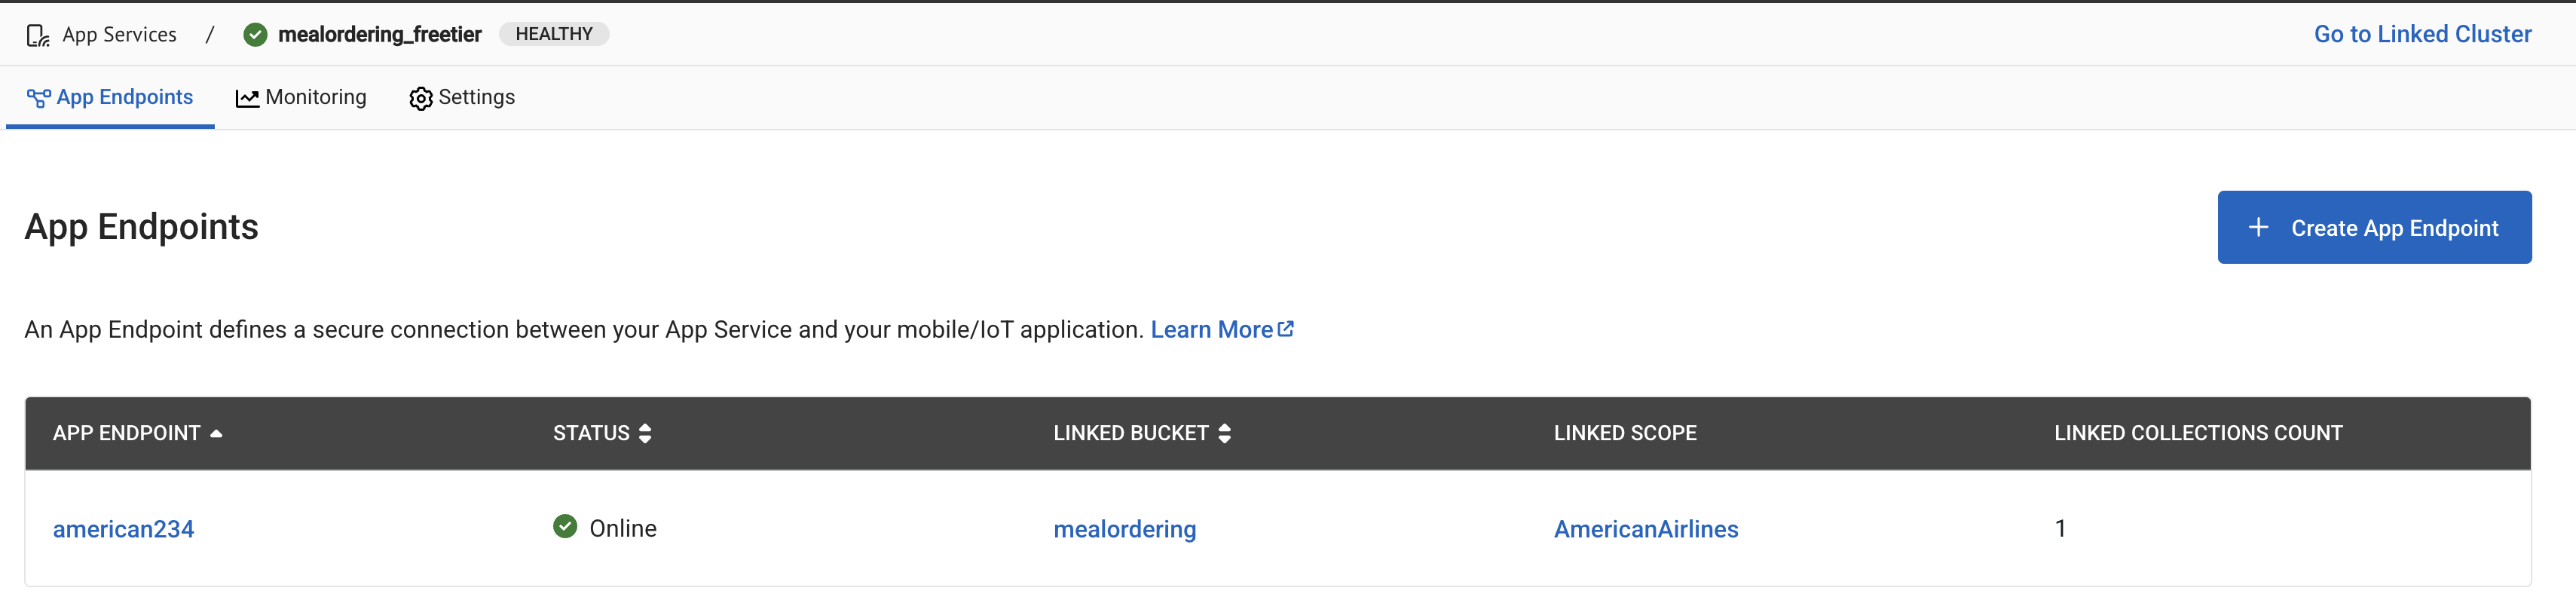 App Services / mealordering_freetier HEALTHY Go to Linked Cluster
App Endpoints Monitoring Settings
App Endpoints
+ Create App Endpoint
An App Endpoint defines a secure connection between your App Service and your mobile/IoT application. Learn More
APP ENDPOINT STATUS LINKED BUCKET LINKED SCOPE LINKED COLLECTIONS COUNT
american234 Online mealordering AmericanAirlines 1